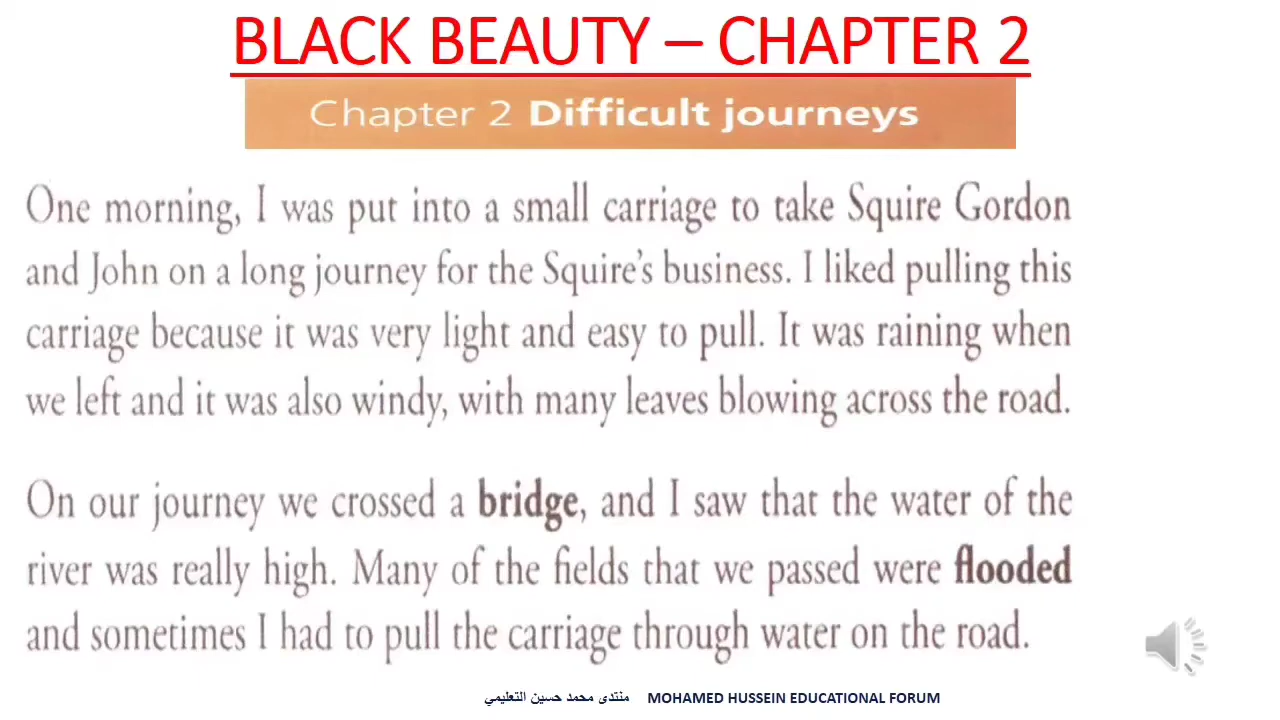 BLACK BEAUTY – CHAPTER 2
Chapter 2 Difficult journeys
One morning, I was put into a small carriage to take Squire Gordon
and John on a long journey for the Squire's business. I liked pulling this
carriage because it was very light and easy to pull. It was raining when
we left and it was also windy, with many leaves blowing across the road.
On our journey we crossed a bridge, and I saw that the water of the
river was really high. Many of the fields that we passed were flooded
and sometimes I had to pull the carriage through water on the road.
منتدى محمد حسين التعليمي MOHAMED HUSSEIN EDUCATIONAL FORUM